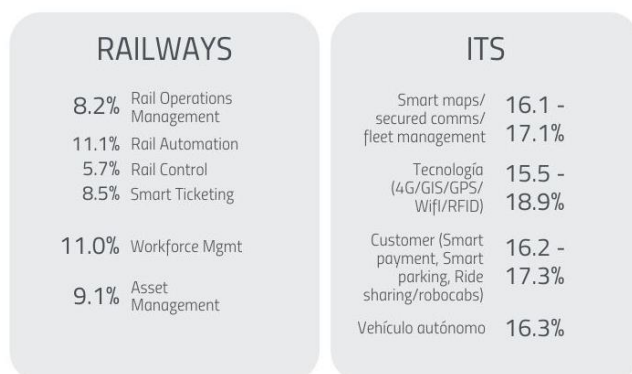 RAILWAYS
8.2% Rail Operations
Management
11.1% Rail Automation
5.7% Rail Control
8.5% Smart Ticketing
11.0% Workforce Mgmt
9.1% Asset
Management
ITS
Smart maps/
secured comms/
fleet management
16.1 -
17.1%
Tecnología
(4G/GIS/GPS/
WifI/RFID)
15.5 -
18.9%
Customer (Smart
payment, Smart
parking, Ride
sharing/robocabs)
16.2 -
17.3%
Vehículo autónomo 16.3%